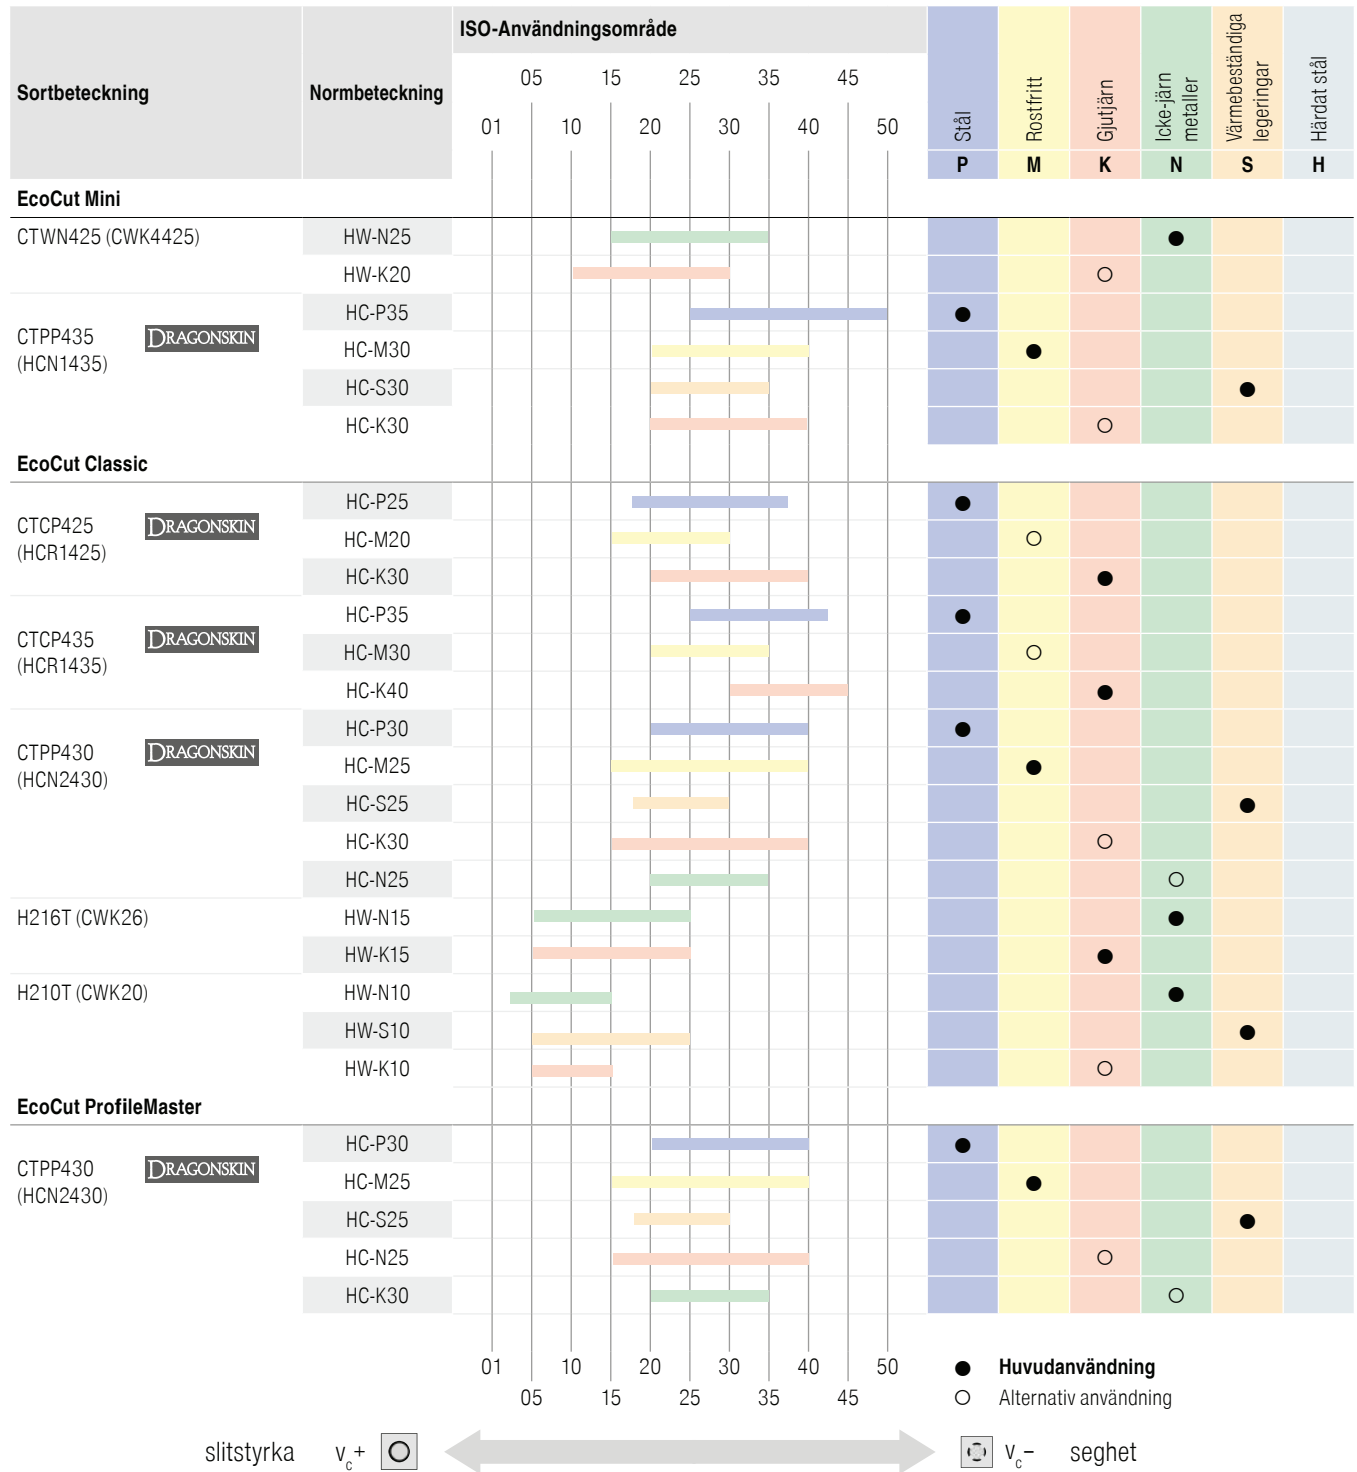 ISO-Användningsområde
Sortbeteckning
Normbeteckning
05 15 25 35 45
01 10 20 30 40 50
Stål
Rostfritt
Gjutjärn
Icke-järn
metaller
Värmebeständiga
legeringar
Härdat stål
P M K N S H
EcoCut Mini
CTWN425 (CWK4425)
HW-N25
HW-K20
CTPP435
(HCN1435)
DRAGONSKIN
HC-P35
HC-M30
HC-S30
HC-K30
EcoCut Classic
CTCP425
(HCR1425)
DRAGONSKIN
HC-P25
HC-M20
HC-K30
CTCP435
(HCR1435)
DRAGONSKIN
HC-P35
HC-M30
HC-K40
CTPP430
(HCN2430)
DRAGONSKIN
HC-P30
HC-M25
HC-S25
HC-K30
HC-N25
H216T (CWK26)
HW-N15
HW-K15
H210T (CWK20)
HW-N10
HW-S10
HW-K10
EcoCut ProfileMaster
CTPP430
(HCN2430)
DRAGONSKIN
HC-P30
HC-M25
HC-S25
HC-N25
HC-K30
01 10 20 30 40 50
05 15 25 35 45
Huvudanvändning
Alternativ användning
slitstyrka vc+
vc– seghet